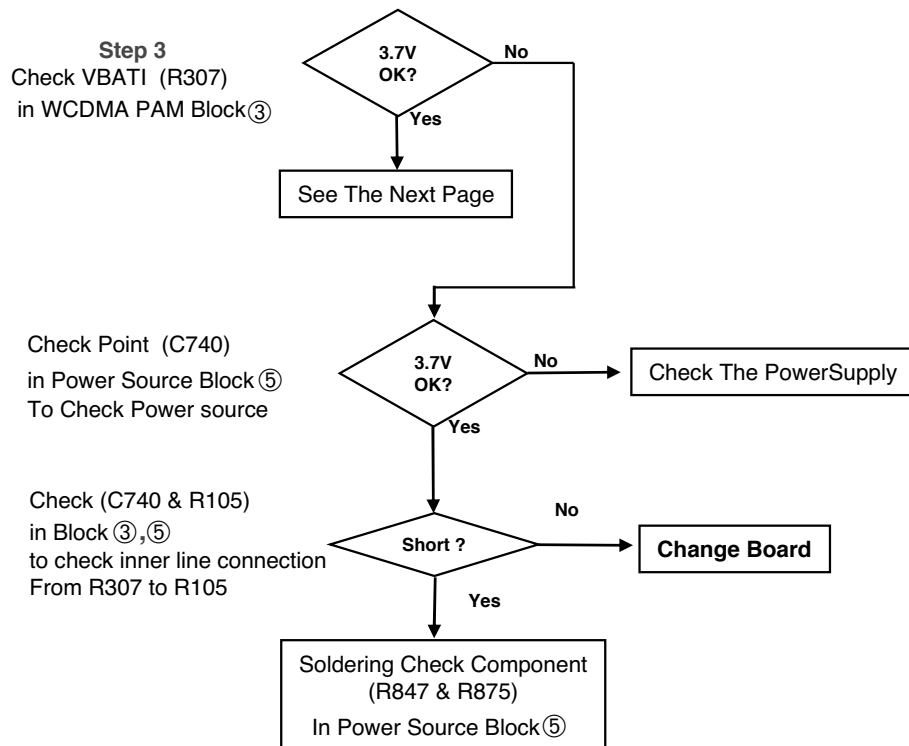 Step 3
Check VBATI (R307)
in WCDMA PAM Block③
3.7V
OK?
No
Yes
See The Next Page
Check Point (C740)
in Power Source Block⑤
To Check Power source
3.7V
OK?
No
Check The PowerSupply
Yes
Check (C740 & R105)
in Block ③,⑤
to check inner line connection
From R307 to R105
Short ?
No
Change Board
Yes
Soldering Check Component
(R847 & R875)
In Power Source Block⑤